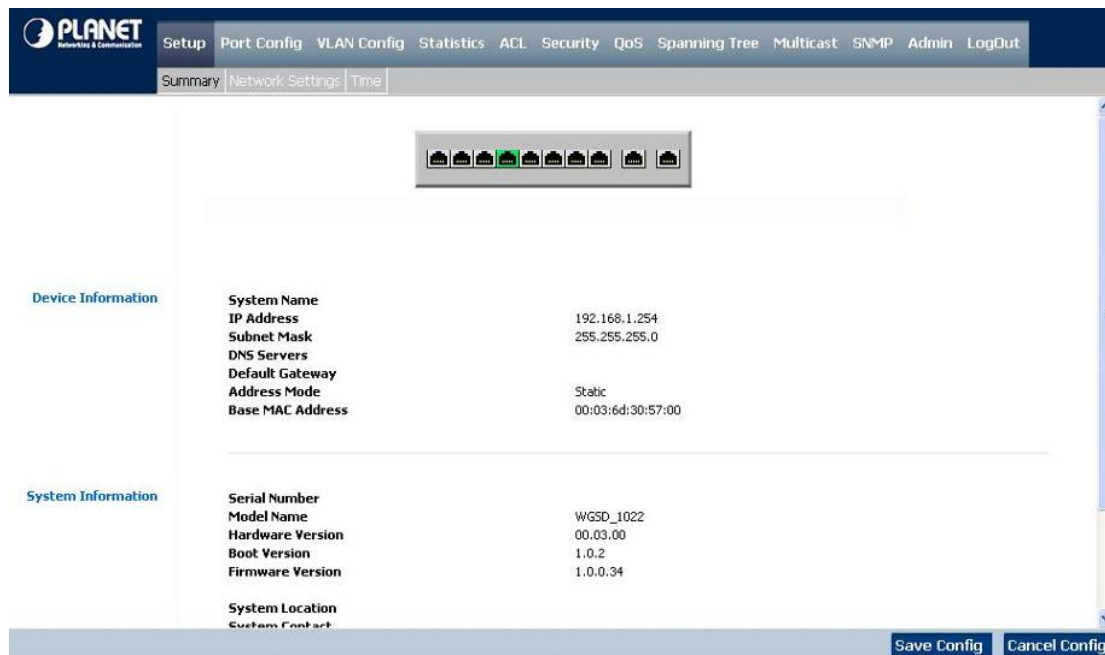 PLANET
Networking & Communication
Setup Port Config VLAN Config Statistics ACL Security QoS Spanning Tree Multicast SNMP Admin LogOut
Summary Network Settings Time
Device Information
System Name
IP Address 192.168.1.254
Subnet Mask 255.255.255.0
DNS Servers
Default Gateway
Address Mode Static
Base MAC Address 00:03:6d:30:57:00
System Information
Serial Number
Model Name WGSD_1022
Hardware Version 00.03.00
Boot Version 1.0.2
Firmware Version 1.0.0.34
System Location
System Contact
Save Config Cancel Config